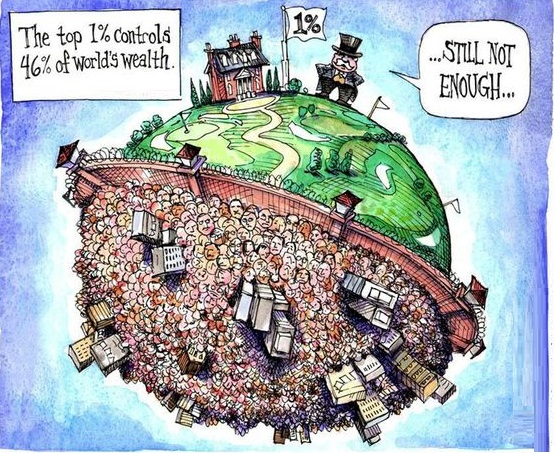 The top 1% controls
46% of world's wealth.
1%
...STILL NOT
ENOUGH...